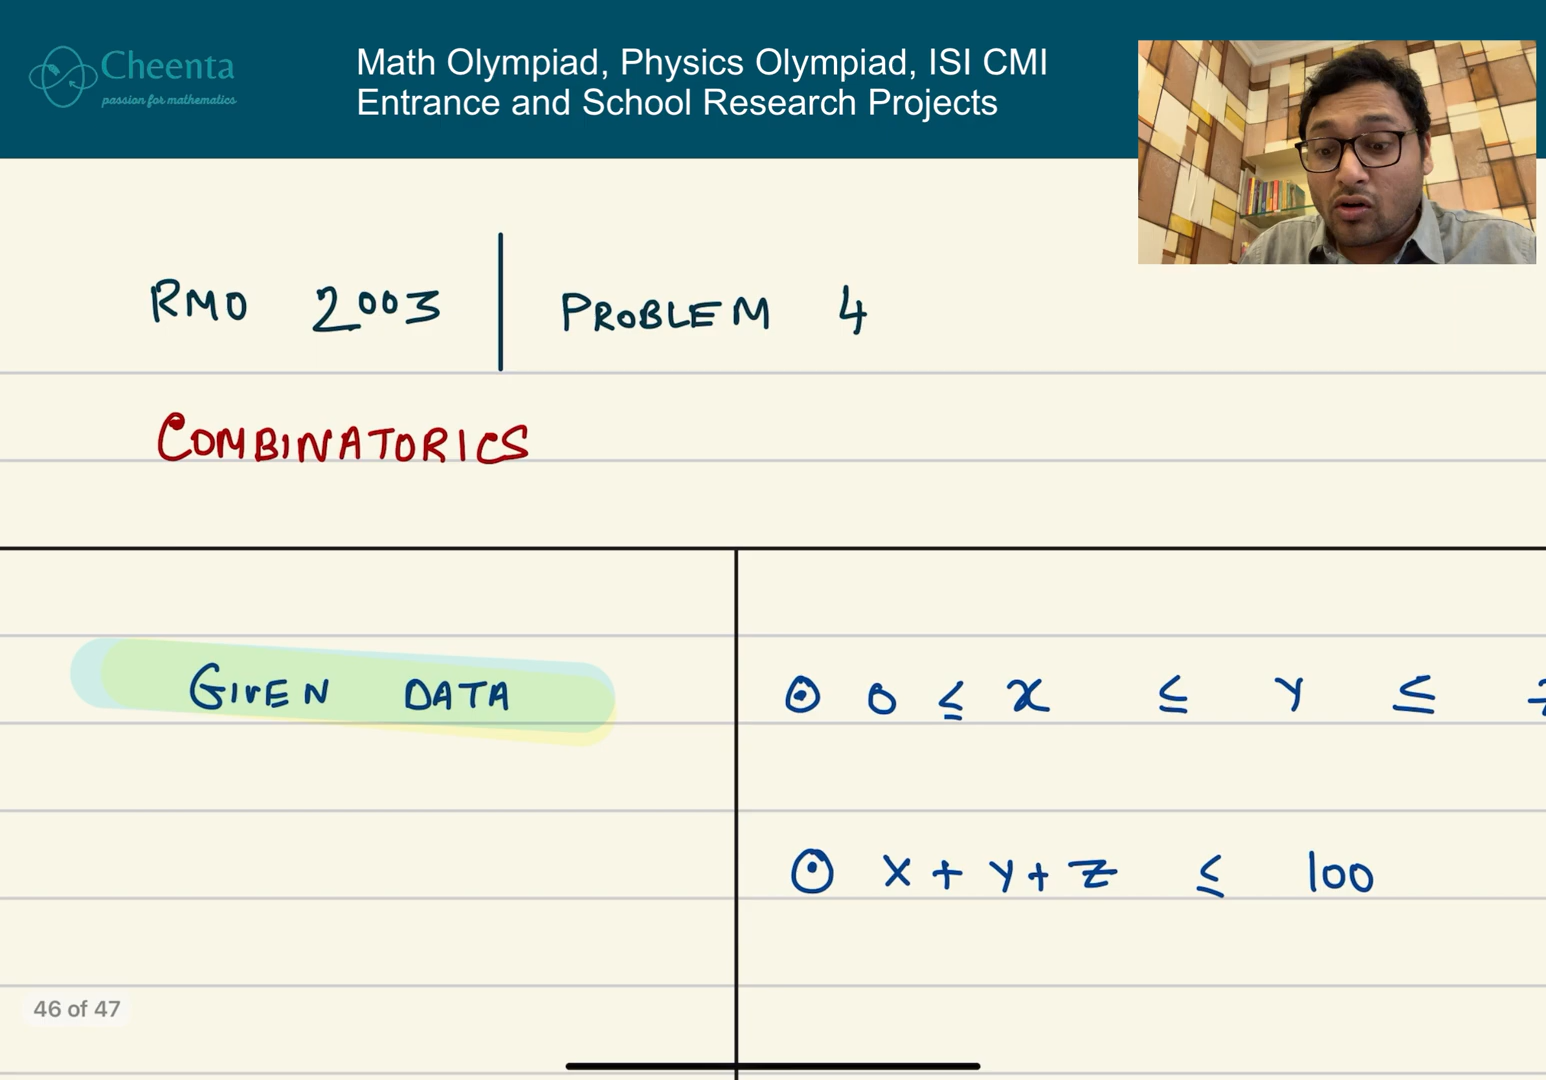 Cheenta
passion for mathematics
Math Olympiad, Physics Olympiad, ISI CMI
Entrance and School Research Projects
RMO 2003 | PROBLEM 4
COMBINATORICS
GIVEN DATA
⊙ 0 ≤ x ≤ y ≤
⊙ x + y + z ≤ 100
46 of 47